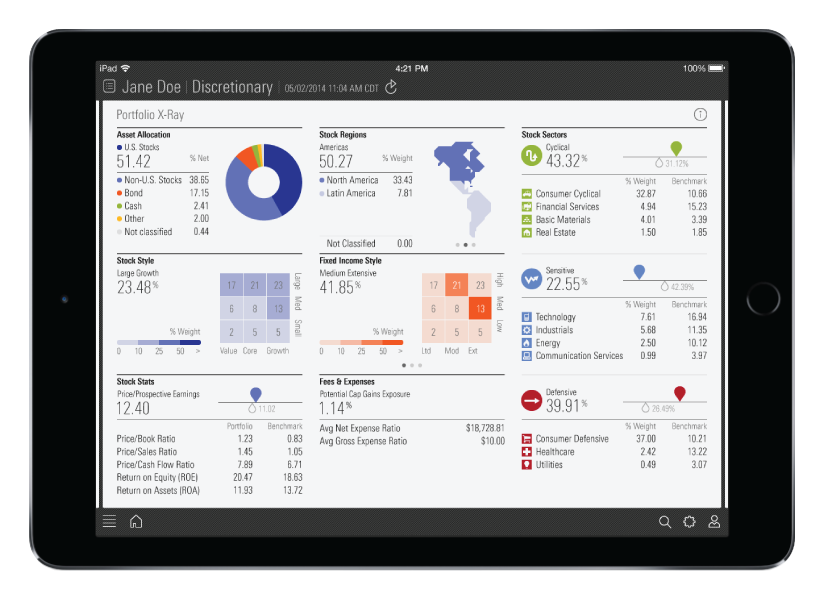 iPad 4:21 PM 100%
Jane Doe | Discretionary | 05/02/2014 11:04 AM CDT
Portfolio X-Ray
Asset Allocation
U.S. Stocks
51.42 % Net
Non-U.S. Stocks 38.65
Bond 17.15
Cash 2.41
Other 2.00
Not classified 0.44
Stock Regions
Americas
50.27 % Weight
North America 33.43
Latin America 7.81
Not Classified 0.00
Stock Sectors
Cyclical
43.32 %
31.12%
% Weight Benchmark
Consumer Cyclical 32.87 10.66
Financial Services 4.94 15.23
Basic Materials 4.01 3.39
Real Estate 1.50 1.85
Stock Style
Large Growth
23.48 %
17 21 23 Large
6 8 13 Med
2 5 5 Small
Value Core Growth
% Weight
0 10 25 50 >
Fixed Income Style
Medium Extensive
41.85 %
17 21 23 High
6 8 13 Med
2 5 5 Low
Ltd Mod Ext
% Weight
0 10 25 50 >
Sensitive
22.55 %
42.39%
% Weight Benchmark
Technology 7.61 16.94
Industrials 5.68 11.35
Energy 2.50 10.12
Communication Services 0.99 3.97
Stock Stats
Price/Prospective Earnings
12.40
11.02
Portfolio Benchmark
Price/Book Ratio 1.23 0.83
Price/Sales Ratio 1.45 1.05
Price/Cash Flow Ratio 7.89 6.71
Return on Equity (ROE) 20.47 18.63
Return on Assets (ROA) 11.93 13.72
Fees & Expenses
Potential Cap Gains Exposure
1.14 %
Avg Net Expense Ratio $18,728.81
Avg Gross Expense Ratio $10.00
Defensive
39.91 %
26.49%
% Weight Benchmark
Consumer Defensive 37.00 10.21
Healthcare 2.42 13.22
Utilities 0.49 3.07